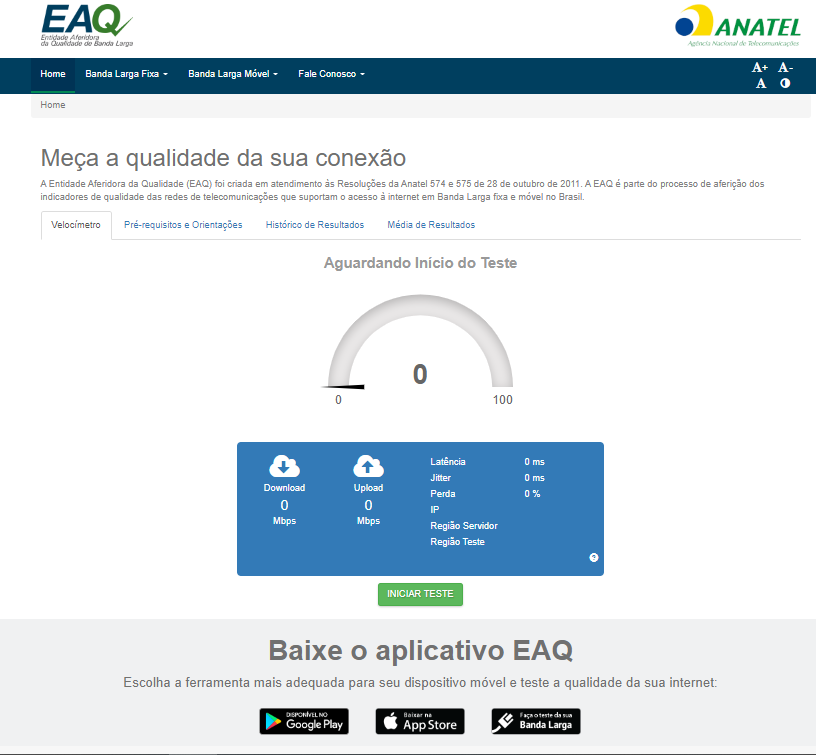 EAQ
Entidade Aferidora
da Qualidade de Banda Larga
ANATEL
Agência Nacional de Telecomunicações
Home Banda Larga Fixa Banda Larga Móvel Fale Conosco A+ A-
A
Home
Meça a qualidade da sua conexão
A Entidade Aferidora da Qualidade (EAQ) foi criada em atendimento às Resoluções da Anatel 574 e 575 de 28 de outubro de 2011. A EAQ é parte do processo de aferição dos
indicadores de qualidade das redes de telecomunicações que suportam o acesso à internet em Banda Larga fixa e móvel no Brasil.
Velocímetro Pré-requisitos e Orientações Histórico de Resultados Média de Resultados
Aguardando Início do Teste
0
0 100
Download
0
Mbps
Upload
0
Mbps
Latência 0 ms
Jitter 0 ms
Perda 0 %
IP
Região Servidor
Região Teste
?
INICIAR TESTE
Baixe o aplicativo EAQ
Escolha a ferramenta mais adequada para seu dispositivo móvel e teste a qualidade da sua internet:
DISPONÍVEL NO
Google Play
Baixar na
App Store
Faça o teste da sua
Banda Larga